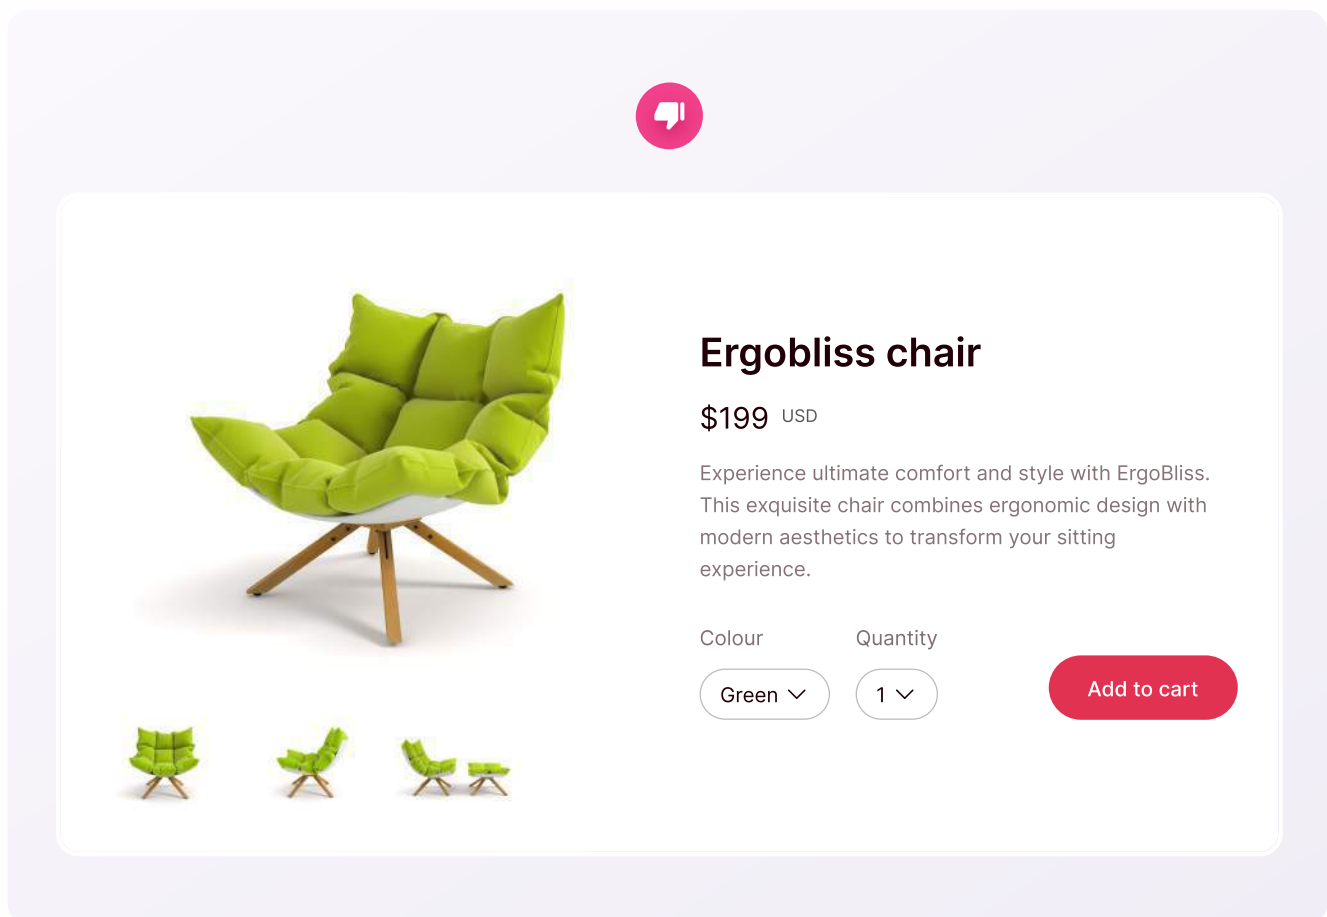 Ergobliss chair
$199 USD
Experience ultimate comfort and style with ErgoBliss.
This exquisite chair combines ergonomic design with
modern aesthetics to transform your sitting
experience.
Colour Quantity
Green 1 Add to cart